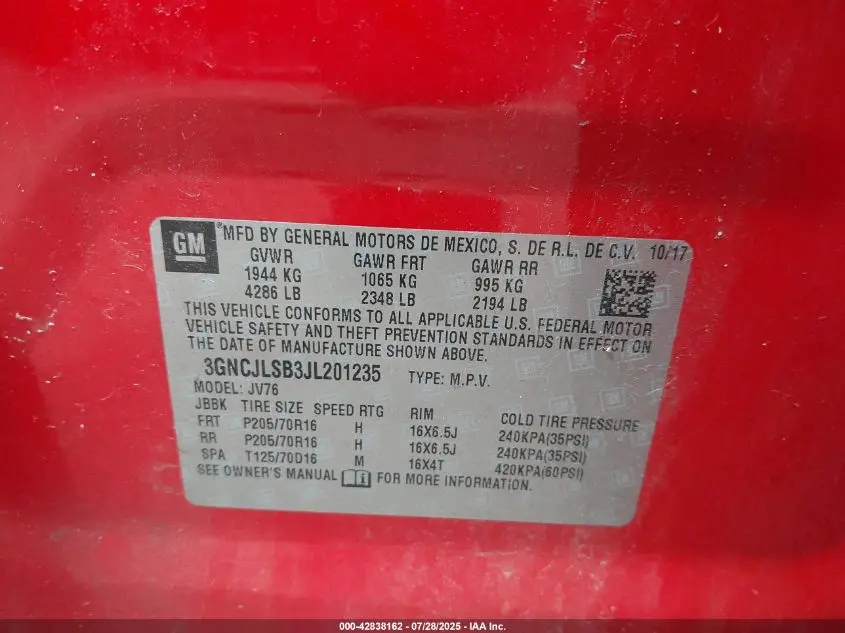 GM
MFD BY GENERAL MOTORS DE MEXICO, S. DE R.L. DE C.V. 10/17
GVWR GAWR FRT GAWR RR
1944 KG 1065 KG 995 KG
4286 LB 2348 LB 2194 LB
THIS VEHICLE CONFORMS TO ALL APPLICABLE U.S. FEDERAL MOTOR
VEHICLE SAFETY AND THEFT PREVENTION STANDARDS IN EFFECT ON
THE DATE OF MANUFACTURE SHOWN ABOVE.
3GNCJLSB3JL201235 TYPE: M.P.V.
MODEL: JV76
JBBK TIRE SIZE SPEED RTG RIM COLD TIRE PRESSURE
FRT P205/70R16 H 16X6.5J 240KPA(35PSI)
RR P205/70R16 H 16X6.5J 240KPA(35PSI)
SPA T125/70D16 M 16X4T 420KPA(60PSI)
SEE OWNER'S MANUAL FOR MORE INFORMATION.
000-42838162 - 07/28/2025 - IAA Inc.